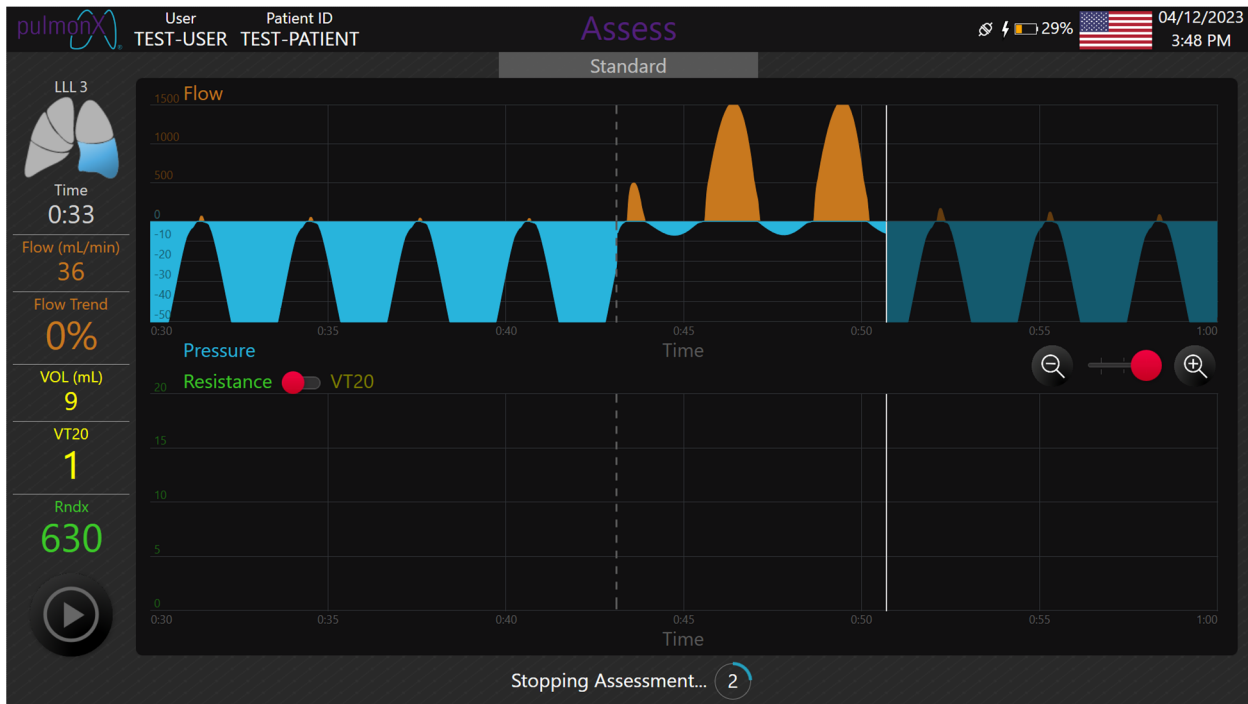 pulmonX®
User
TEST-USER
Patient ID
TEST-PATIENT
Assess
29%
04/12/2023
3:48 PM
Standard
LLL 3
Time
0:33
Flow (mL/min)
36
Flow Trend
0%
VOL (mL)
9
VT20
1
Rndx
630
Flow
1500
1000
500
0
-10
-20
-30
-40
-50
0:30 0:35 0:40 0:45 0:50 0:55 1:00
Pressure
Time
Resistance VT20
20
15
10
5
0
0:30 0:35 0:40 0:45 0:50 0:55 1:00
Time
Stopping Assessment... 2